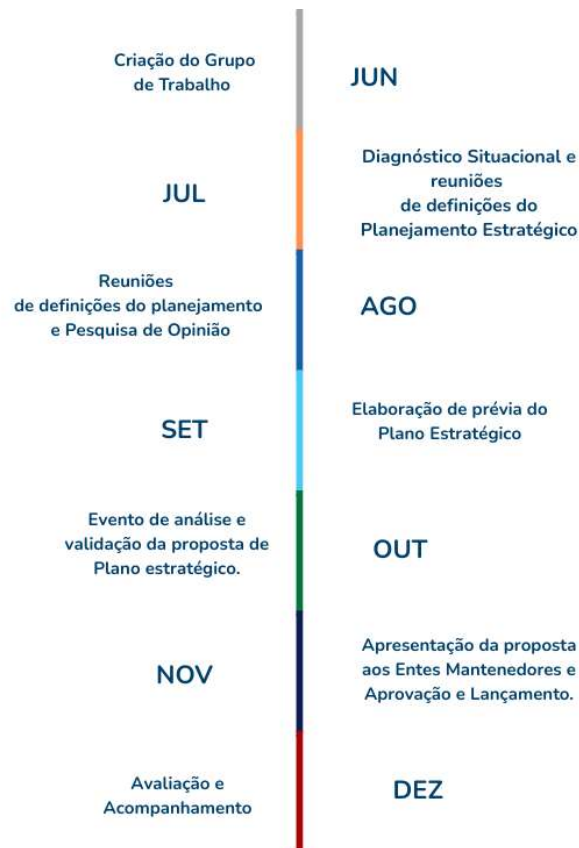 Criação do Grupo
de Trabalho
JUN
JUL
Diagnóstico Situacional e
reuniões
de definições do
Planejamento Estratégico
Reuniões
de definições do planejamento
e Pesquisa de Opinião
AGO
SET
Elaboração de prévia do
Plano Estratégico
Evento de análise e
validação da proposta de
Plano estratégico.
OUT
NOV
Apresentação da proposta
aos Entes Mantenedores e
Aprovação e Lançamento.
Avaliação e
Acompanhamento
DEZ